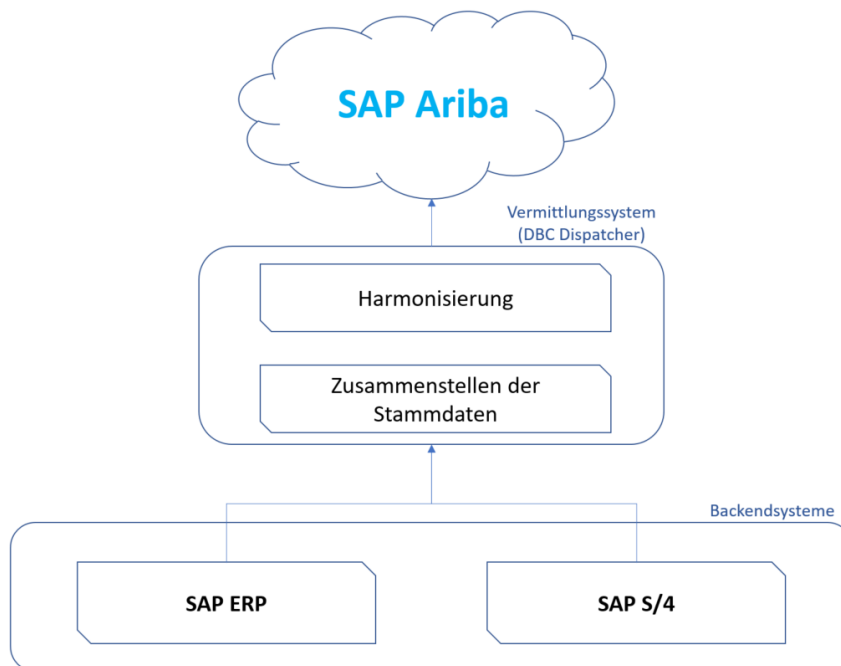 SAP Ariba
Vermittlungssystem
(DBC Dispatcher)
Harmonisierung
Zusammenstellen der
Stammdaten
Backendsysteme
SAP ERP
SAP S/4